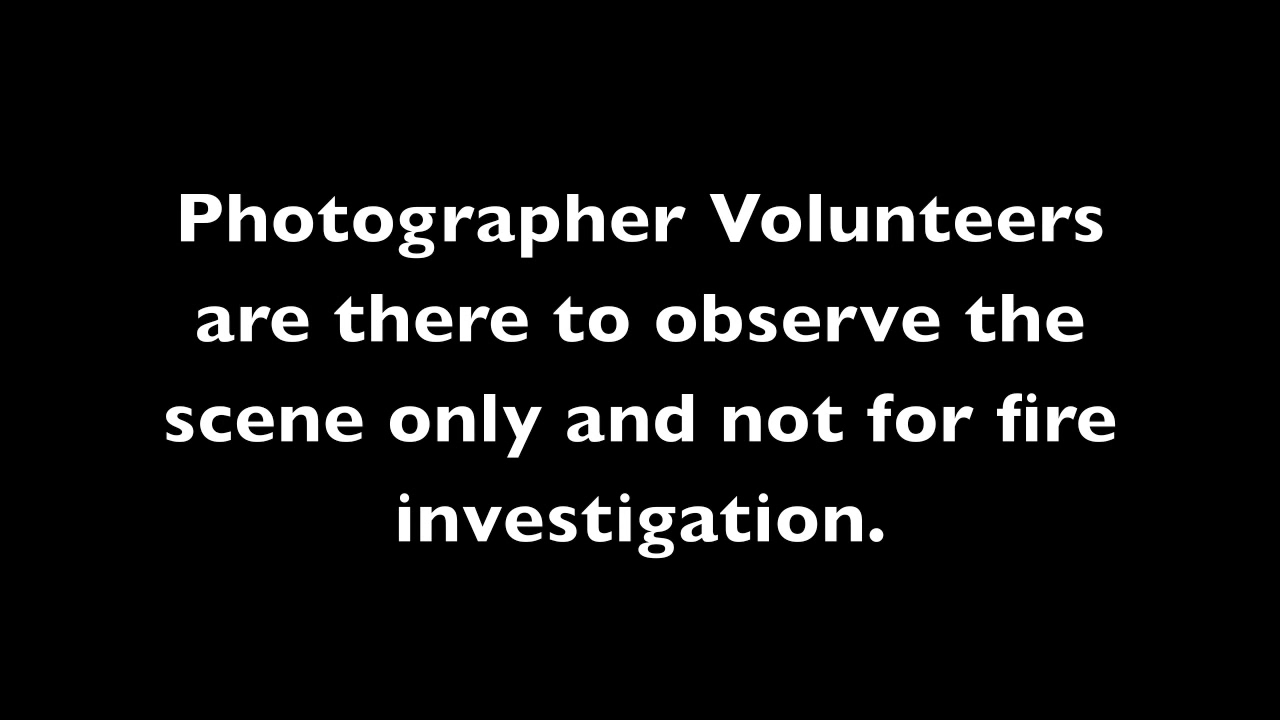 Photographer Volunteers
are there to observe the
scene only and not for fire
investigation.